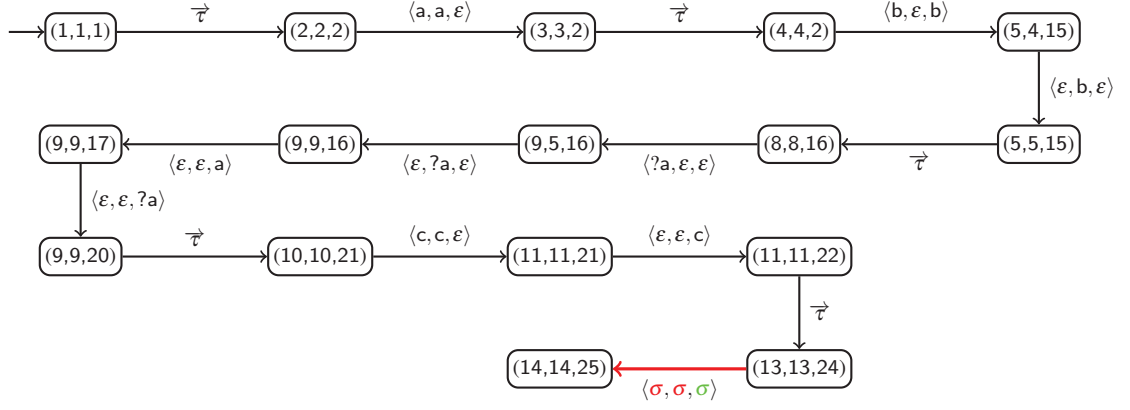 (1,1,1) τ⃗ (2,2,2) ⟨a,a,ε⟩ (3,3,2) τ⃗ (4,4,2) ⟨b,ε,b⟩ (5,4,15)
⟨ε,b,ε⟩
(9,9,17) ⟨ε,ε,a⟩ (9,9,16) ⟨ε,?a,ε⟩ (9,5,16) ⟨?a,ε,ε⟩ (8,8,16) τ⃗ (5,5,15)
⟨ε,ε,?a⟩
(9,9,20) τ⃗ (10,10,21) ⟨c,c,ε⟩ (11,11,21) ⟨ε,ε,c⟩ (11,11,22)
τ⃗
(14,14,25) ⟨σ,σ,σ⟩ (13,13,24)